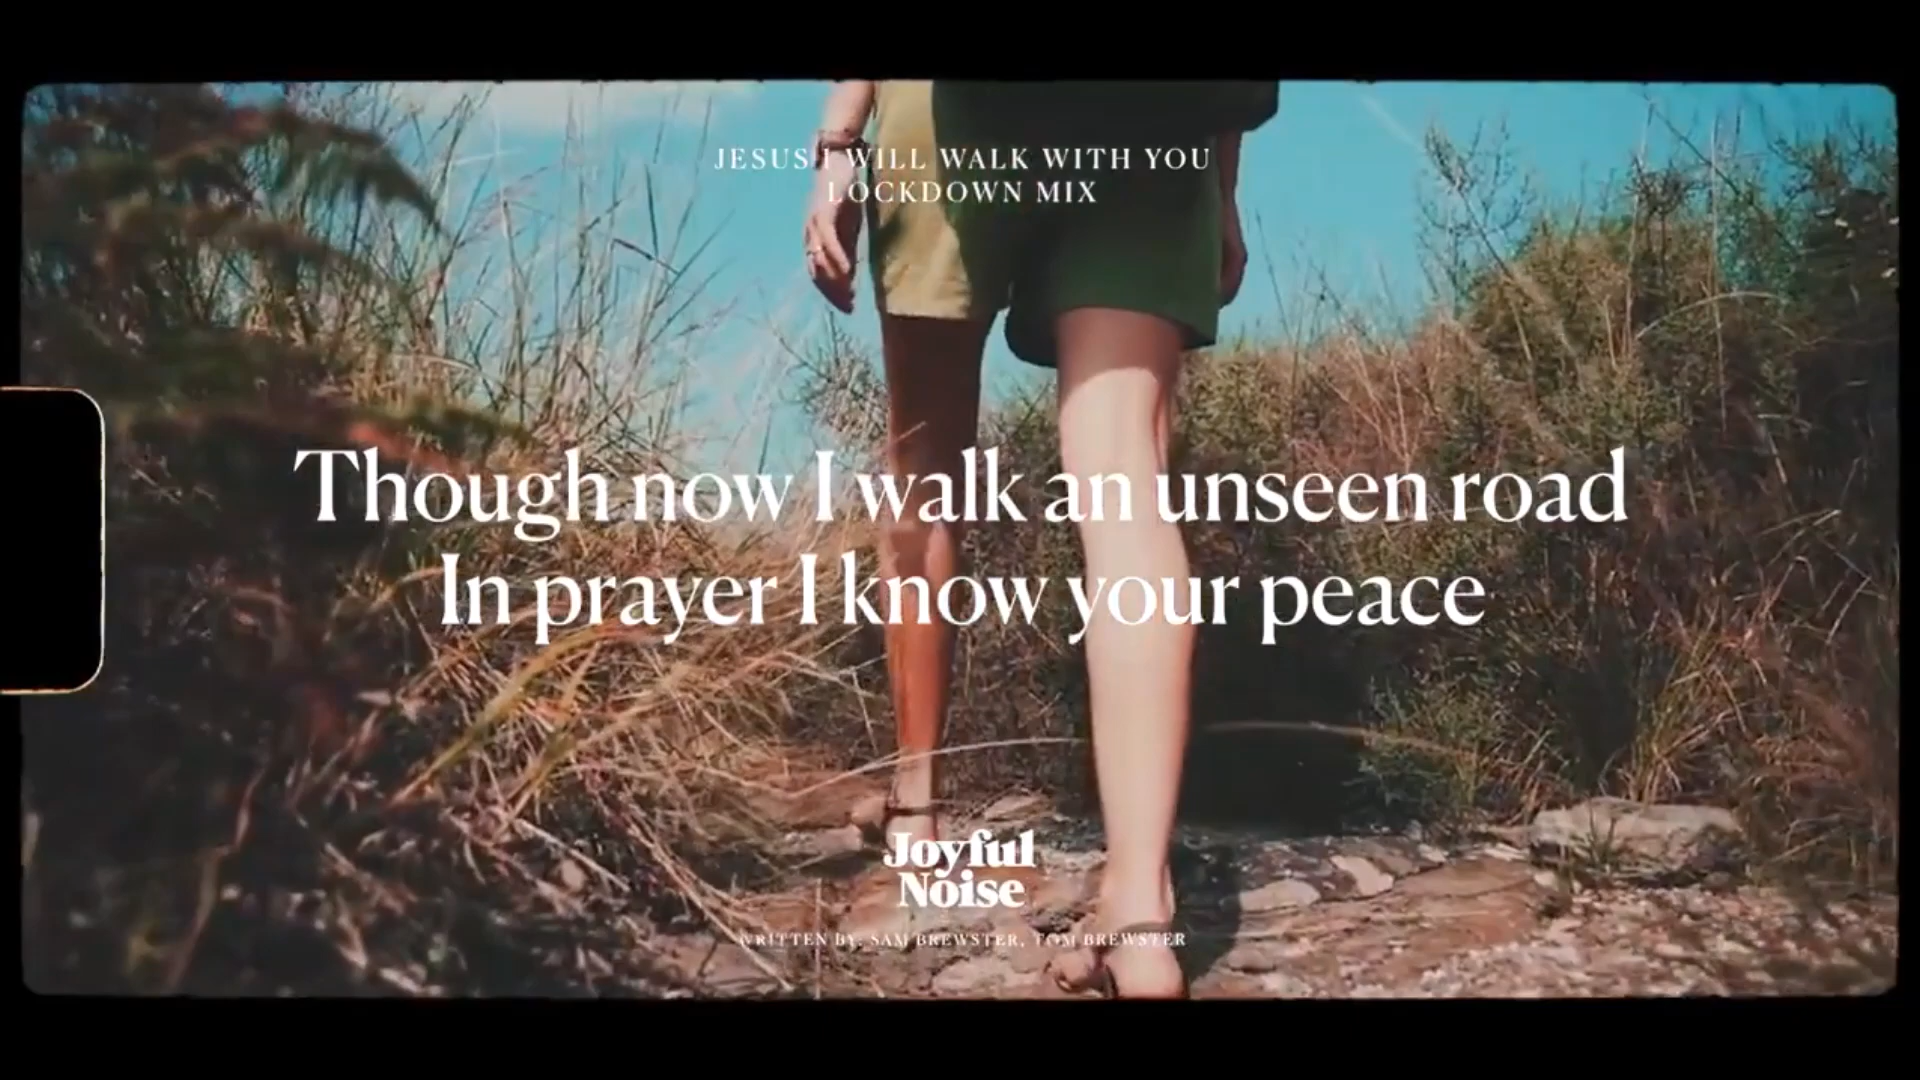 JESUS I WILL WALK WITH YOU
LOCKDOWN MIX
Though now I walk an unseen road
In prayer I know your peace
Joyful
Noise
WRITTEN BY: SAM BREWSTER, TOM BREWSTER